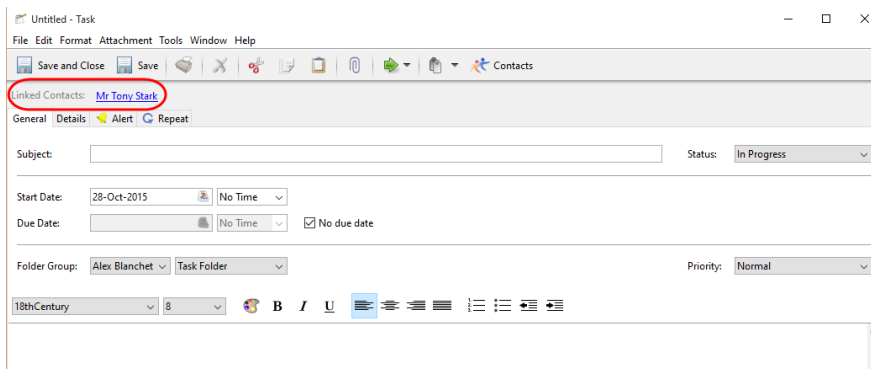 Untitled - Task
File Edit Format Attachment Tools Window Help
Save and Close Save Contacts
Linked Contacts: Mr Tony Stark
General Details Alert Repeat
Subject: Status: In Progress
Start Date: 28-Oct-2015 No Time
Due Date: No Time No due date
Folder Group: Alex Blanchet Task Folder Priority: Normal
18thCentury 8 B I U